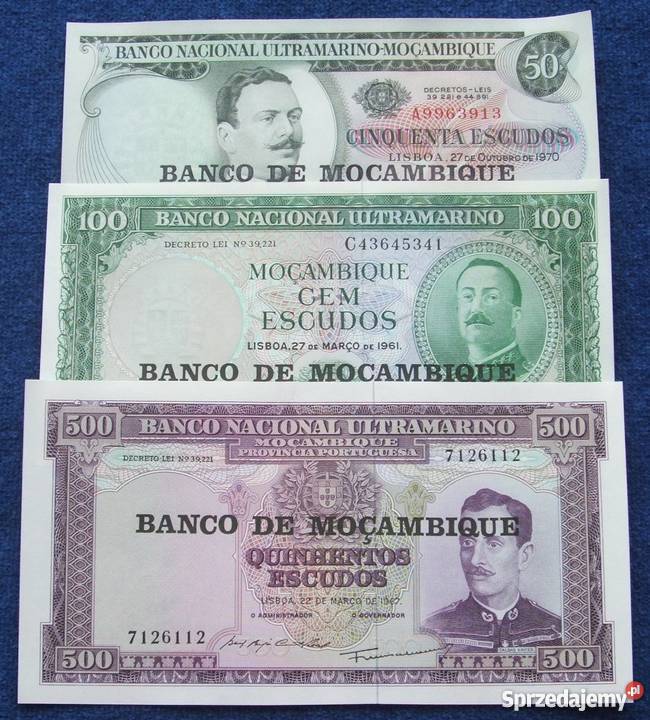 BANCO NACIONAL ULTRAMARINO-MOÇAMBIQUE
50
DECRETOS-LEIS
39 221 e 44 891
A9963913
CINQUENTA ESCUDOS
LISBOA, 27 DE OUTUBRO DE 1970
BANCO DE MOÇAMBIQUE
100 BANCO NACIONAL ULTRAMARINO 100
DECRETO LEI Nº 39,221 C43645341
MOÇAMBIQUE
CEM
ESCUDOS
LISBOA, 27 DE MARÇO DE 1961.
BANCO DE MOÇAMBIQUE
500 BANCO NACIONAL ULTRAMARINO 500
MOÇAMBIQUE
PROVINCIA PORTUGUESA
DECRETO-LEI Nº 39,221 7126112
BANCO DE MOÇAMBIQUE
QUINHENTOS
ESCUDOS
LISBOA, 22 DE MARÇO DE 1967.
O ADMINISTRADOR O GOVERNADOR
7126112
500 500
Sprzedajemy.pl